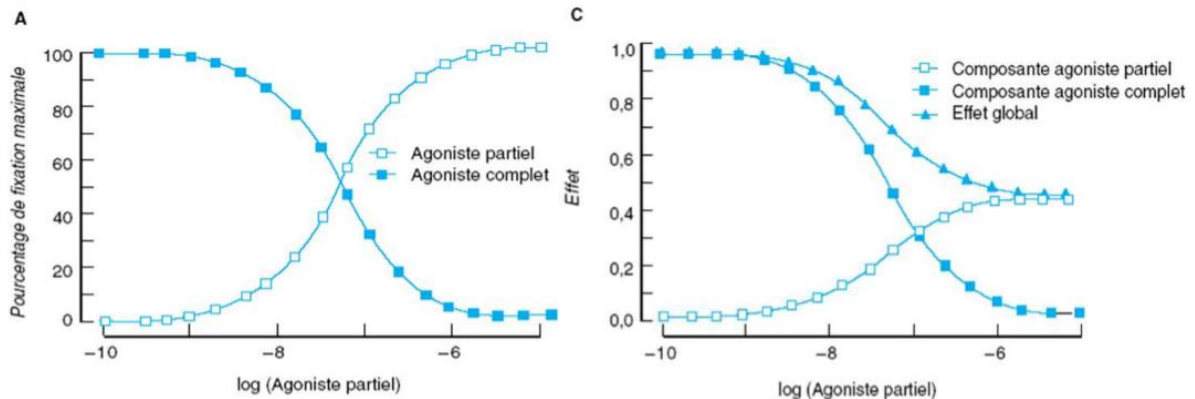 A
Pourcentage de fixation maximale
100
80
60
40
20
0
Agoniste partiel
Agoniste complet
–10
–8
–6
log (Agoniste partiel)
C
Effet
1,0
0,8
0,6
0,4
0,2
0,0
Composante agoniste partiel
Composante agoniste complet
Effet global
–10
–8
–6
log (Agoniste partiel)